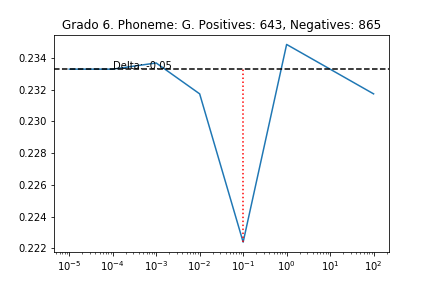 Grado 6. Phoneme: G. Positives: 643, Negatives: 865
0.234
Delta: -0.05
0.232
0.230
0.228
0.226
0.224
0.222
10⁻⁵ 10⁻⁴ 10⁻³ 10⁻² 10⁻¹ 10⁰ 10¹ 10²